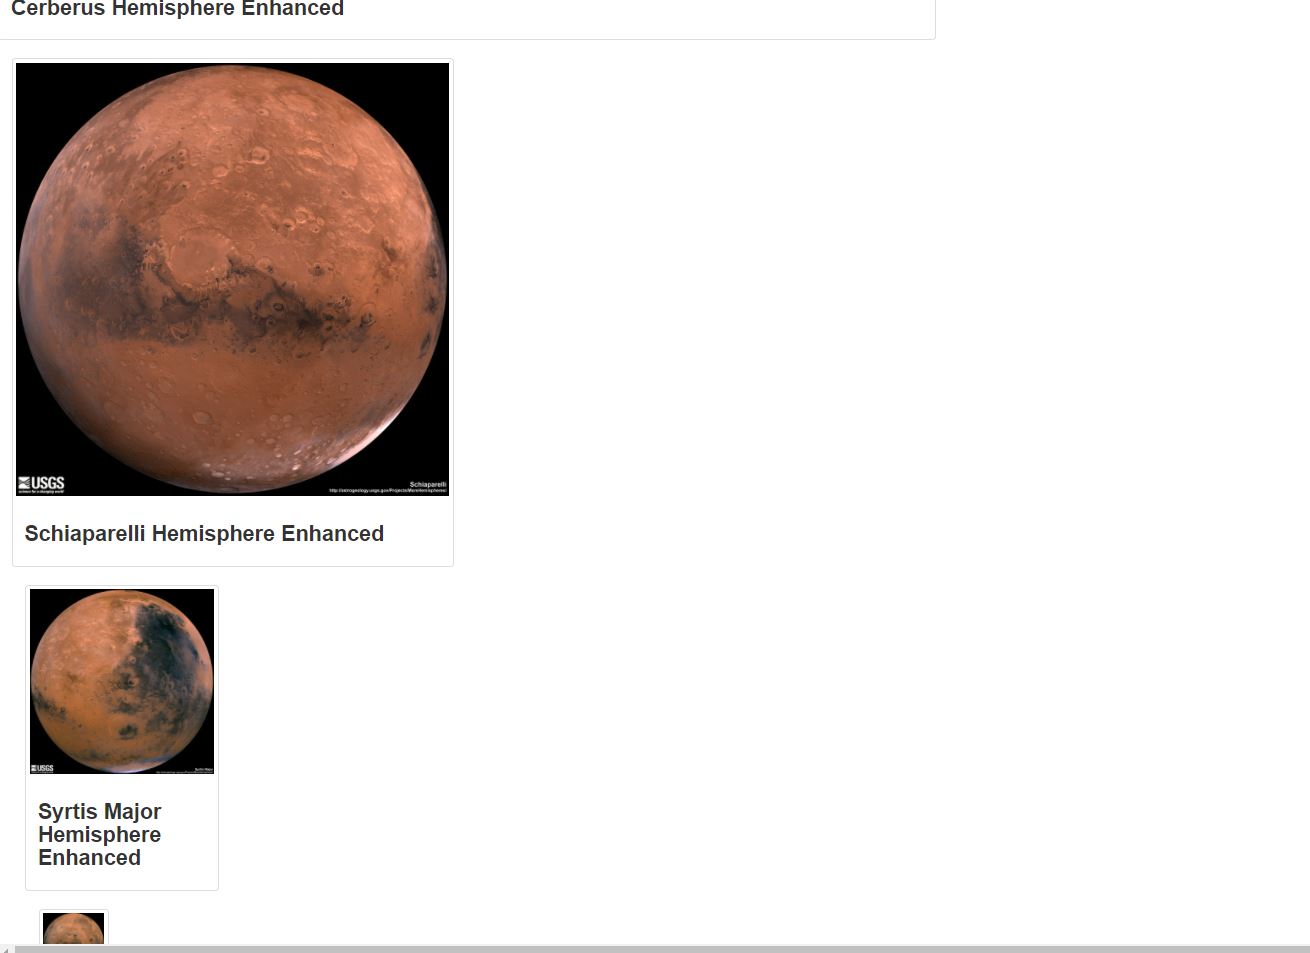 Cerberus Hemisphere Enhanced
USGS
science for a changing world
Schiaparelli
http://astrogeology.usgs.gov/Projects/MarsHemispheres/
Schiaparelli Hemisphere Enhanced
USGS
Syrtis Major
Syrtis Major
Hemisphere
Enhanced